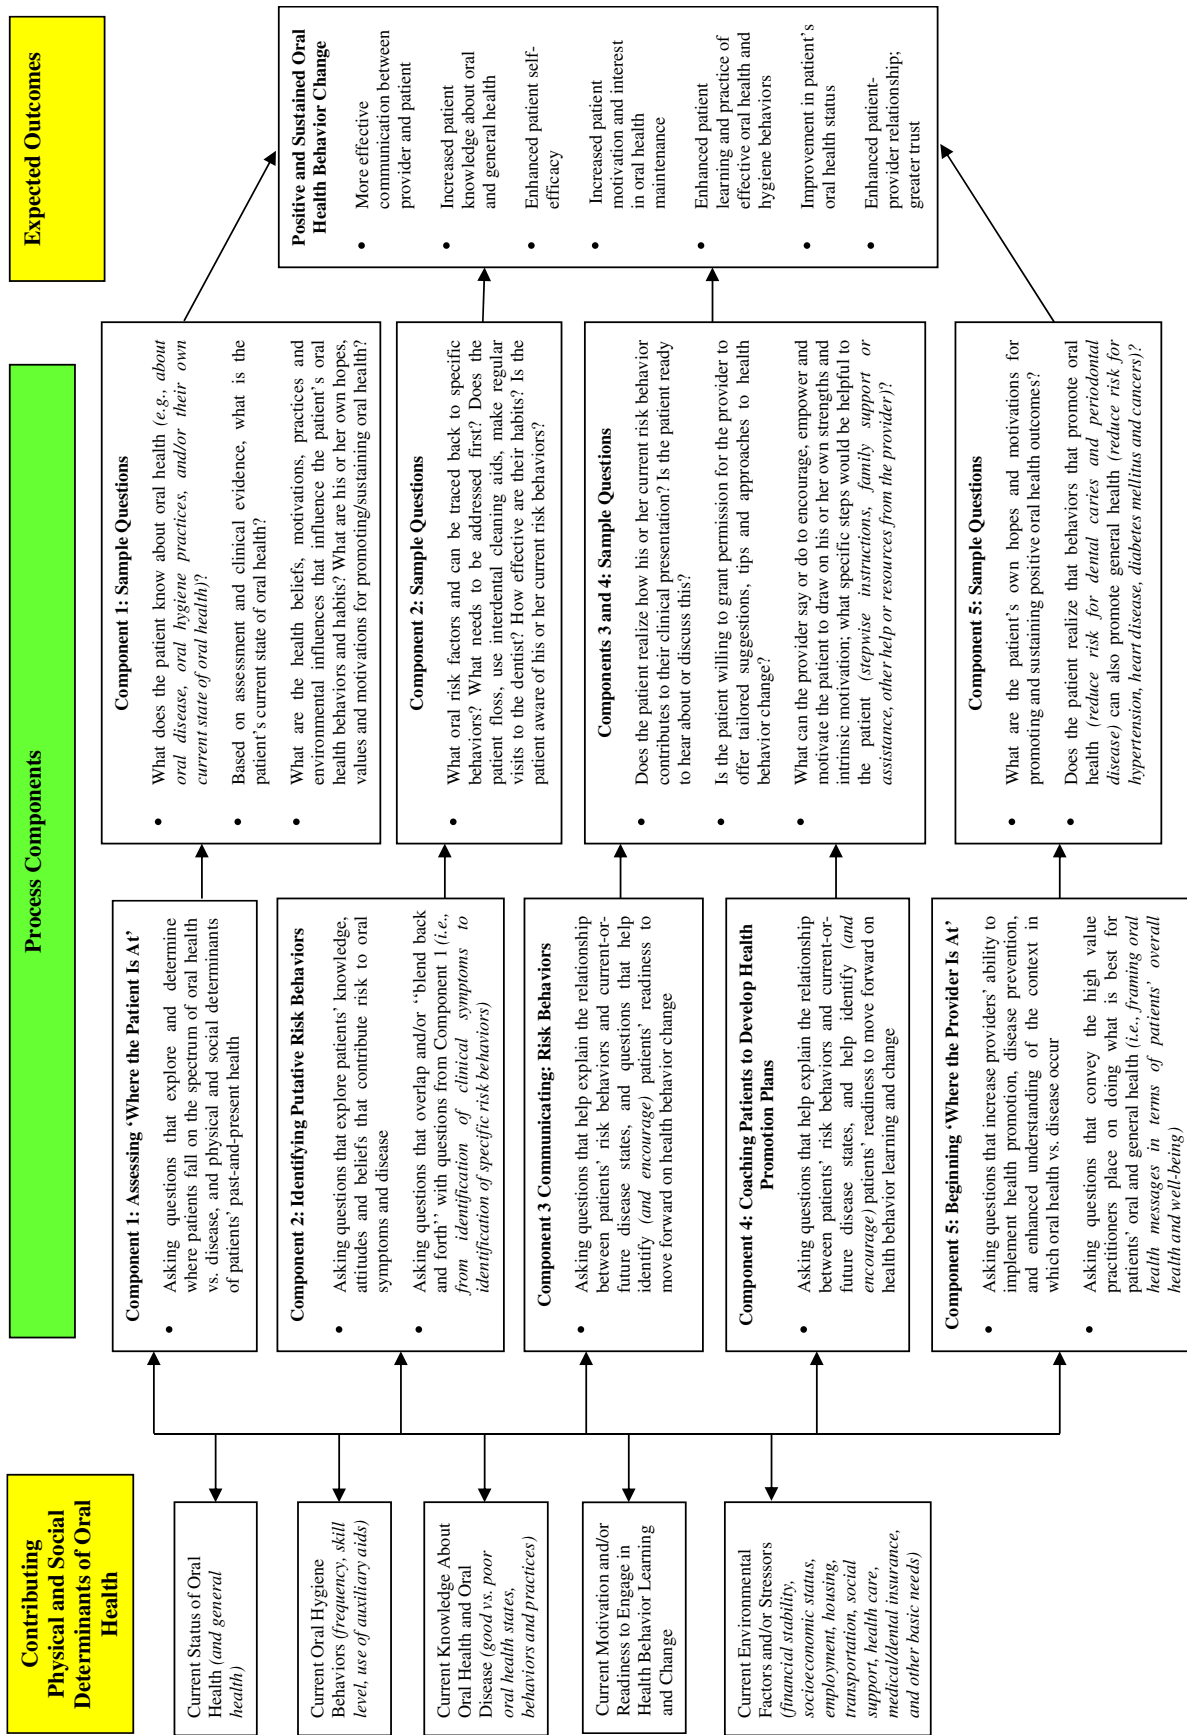 Contributing
Physical and Social
Determinants of Oral
Health
Process Components
Expected Outcomes
Current Status of Oral
Health (and general
health)
Current Oral Hygiene
Behaviors (frequency, skill
level, use of auxiliary aids)
Current Knowledge About
Oral Health and Oral
Disease (good vs. poor
oral health states,
behaviors and practices)
Current Motivation and/or
Readiness to Engage in
Health Behavior Learning
and Change
Current Environmental
Factors and/or Stressors
(financial stability,
socioeconomic status,
employment, housing,
transportation, social
support, health care,
medical/dental insurance,
and other basic needs)
Component 1: Assessing ‘Where the Patient Is At’
• Asking questions that explore and determine
where patients fall on the spectrum of oral health
vs. disease, and physical and social determinants
of patients’ past-and-present health
Component 2: Identifying Putative Risk Behaviors
• Asking questions that explore patients’ knowledge,
attitudes and beliefs that contribute risk to oral
symptoms and disease
• Asking questions that overlap and/or “blend back
and forth” with questions from Component 1 (i.e.,
from identification of clinical symptoms to
identification of specific risk behaviors)
Component 3 Communicating: Risk Behaviors
• Asking questions that help explain the relationship
between patients’ risk behaviors and current-or-
future disease states, and questions that help
identify (and encourage) patients’ readiness to
move forward on health behavior change
Component 4: Coaching Patients to Develop Health
Promotion Plans
• Asking questions that help explain the relationship
between patients’ risk behaviors and current-or-
future disease states, and help identify (and
encourage) patients’ readiness to move forward on
health behavior learning and change
Component 5: Beginning ‘Where the Provider Is At’
• Asking questions that increase providers’ ability to
implement health promotion, disease prevention,
and enhanced understanding of the context in
which oral health vs. disease occur
• Asking questions that convey the high value
practitioners place on doing what is best for
patients’ oral and general health (i.e., framing oral
health messages in terms of patients’ overall
health and well-being)
Component 1: Sample Questions
• What does the patient know about oral health (e.g., about
oral disease, oral hygiene practices, and/or their own
current state of oral health)?
• Based on assessment and clinical evidence, what is the
patient’s current state of oral health?
• What are the health beliefs, motivations, practices and
environmental influences that influence the patient’s oral
health behaviors and habits? What are his or her own hopes,
values and motivations for promoting/sustaining oral health?
Component 2: Sample Questions
• What oral risk factors and can be traced back to specific
behaviors? What needs to be addressed first? Does the
patient floss, use interdental cleaning aids, make regular
visits to the dentist? How effective are their habits? Is the
patient aware of his or her current risk behaviors?
Components 3 and 4: Sample Questions
• Does the patient realize how his or her current risk behavior
contributes to their clinical presentation? Is the patient ready
to hear about or discuss this?
• Is the patient willing to grant permission for the provider to
offer tailored suggestions, tips and approaches to health
behavior change?
• What can the provider say or do to encourage, empower and
motivate the patient to draw on his or her own strengths and
intrinsic motivation; what specific steps would be helpful to
the patient (stepwise instructions, family support or
assistance, other help or resources from the provider)?
Component 5: Sample Questions
• What are the patient’s own hopes and motivations for
promoting and sustaining positive oral health outcomes?
• Does the patient realize that behaviors that promote oral
health (reduce risk for dental caries and periodontal
disease) can also promote general health (reduce risk for
hypertension, heart disease, diabetes mellitus and cancers)?
Positive and Sustained Oral
Health Behavior Change
• More effective
communication between
provider and patient
• Increased patient
knowledge about oral
and general health
• Enhanced patient self-
efficacy
• Increased patient
motivation and interest
in oral health
maintenance
• Enhanced patient
learning and practice of
effective oral health and
hygiene behaviors
• Improvement in patient’s
oral health status
• Enhanced patient-
provider relationship;
greater trust